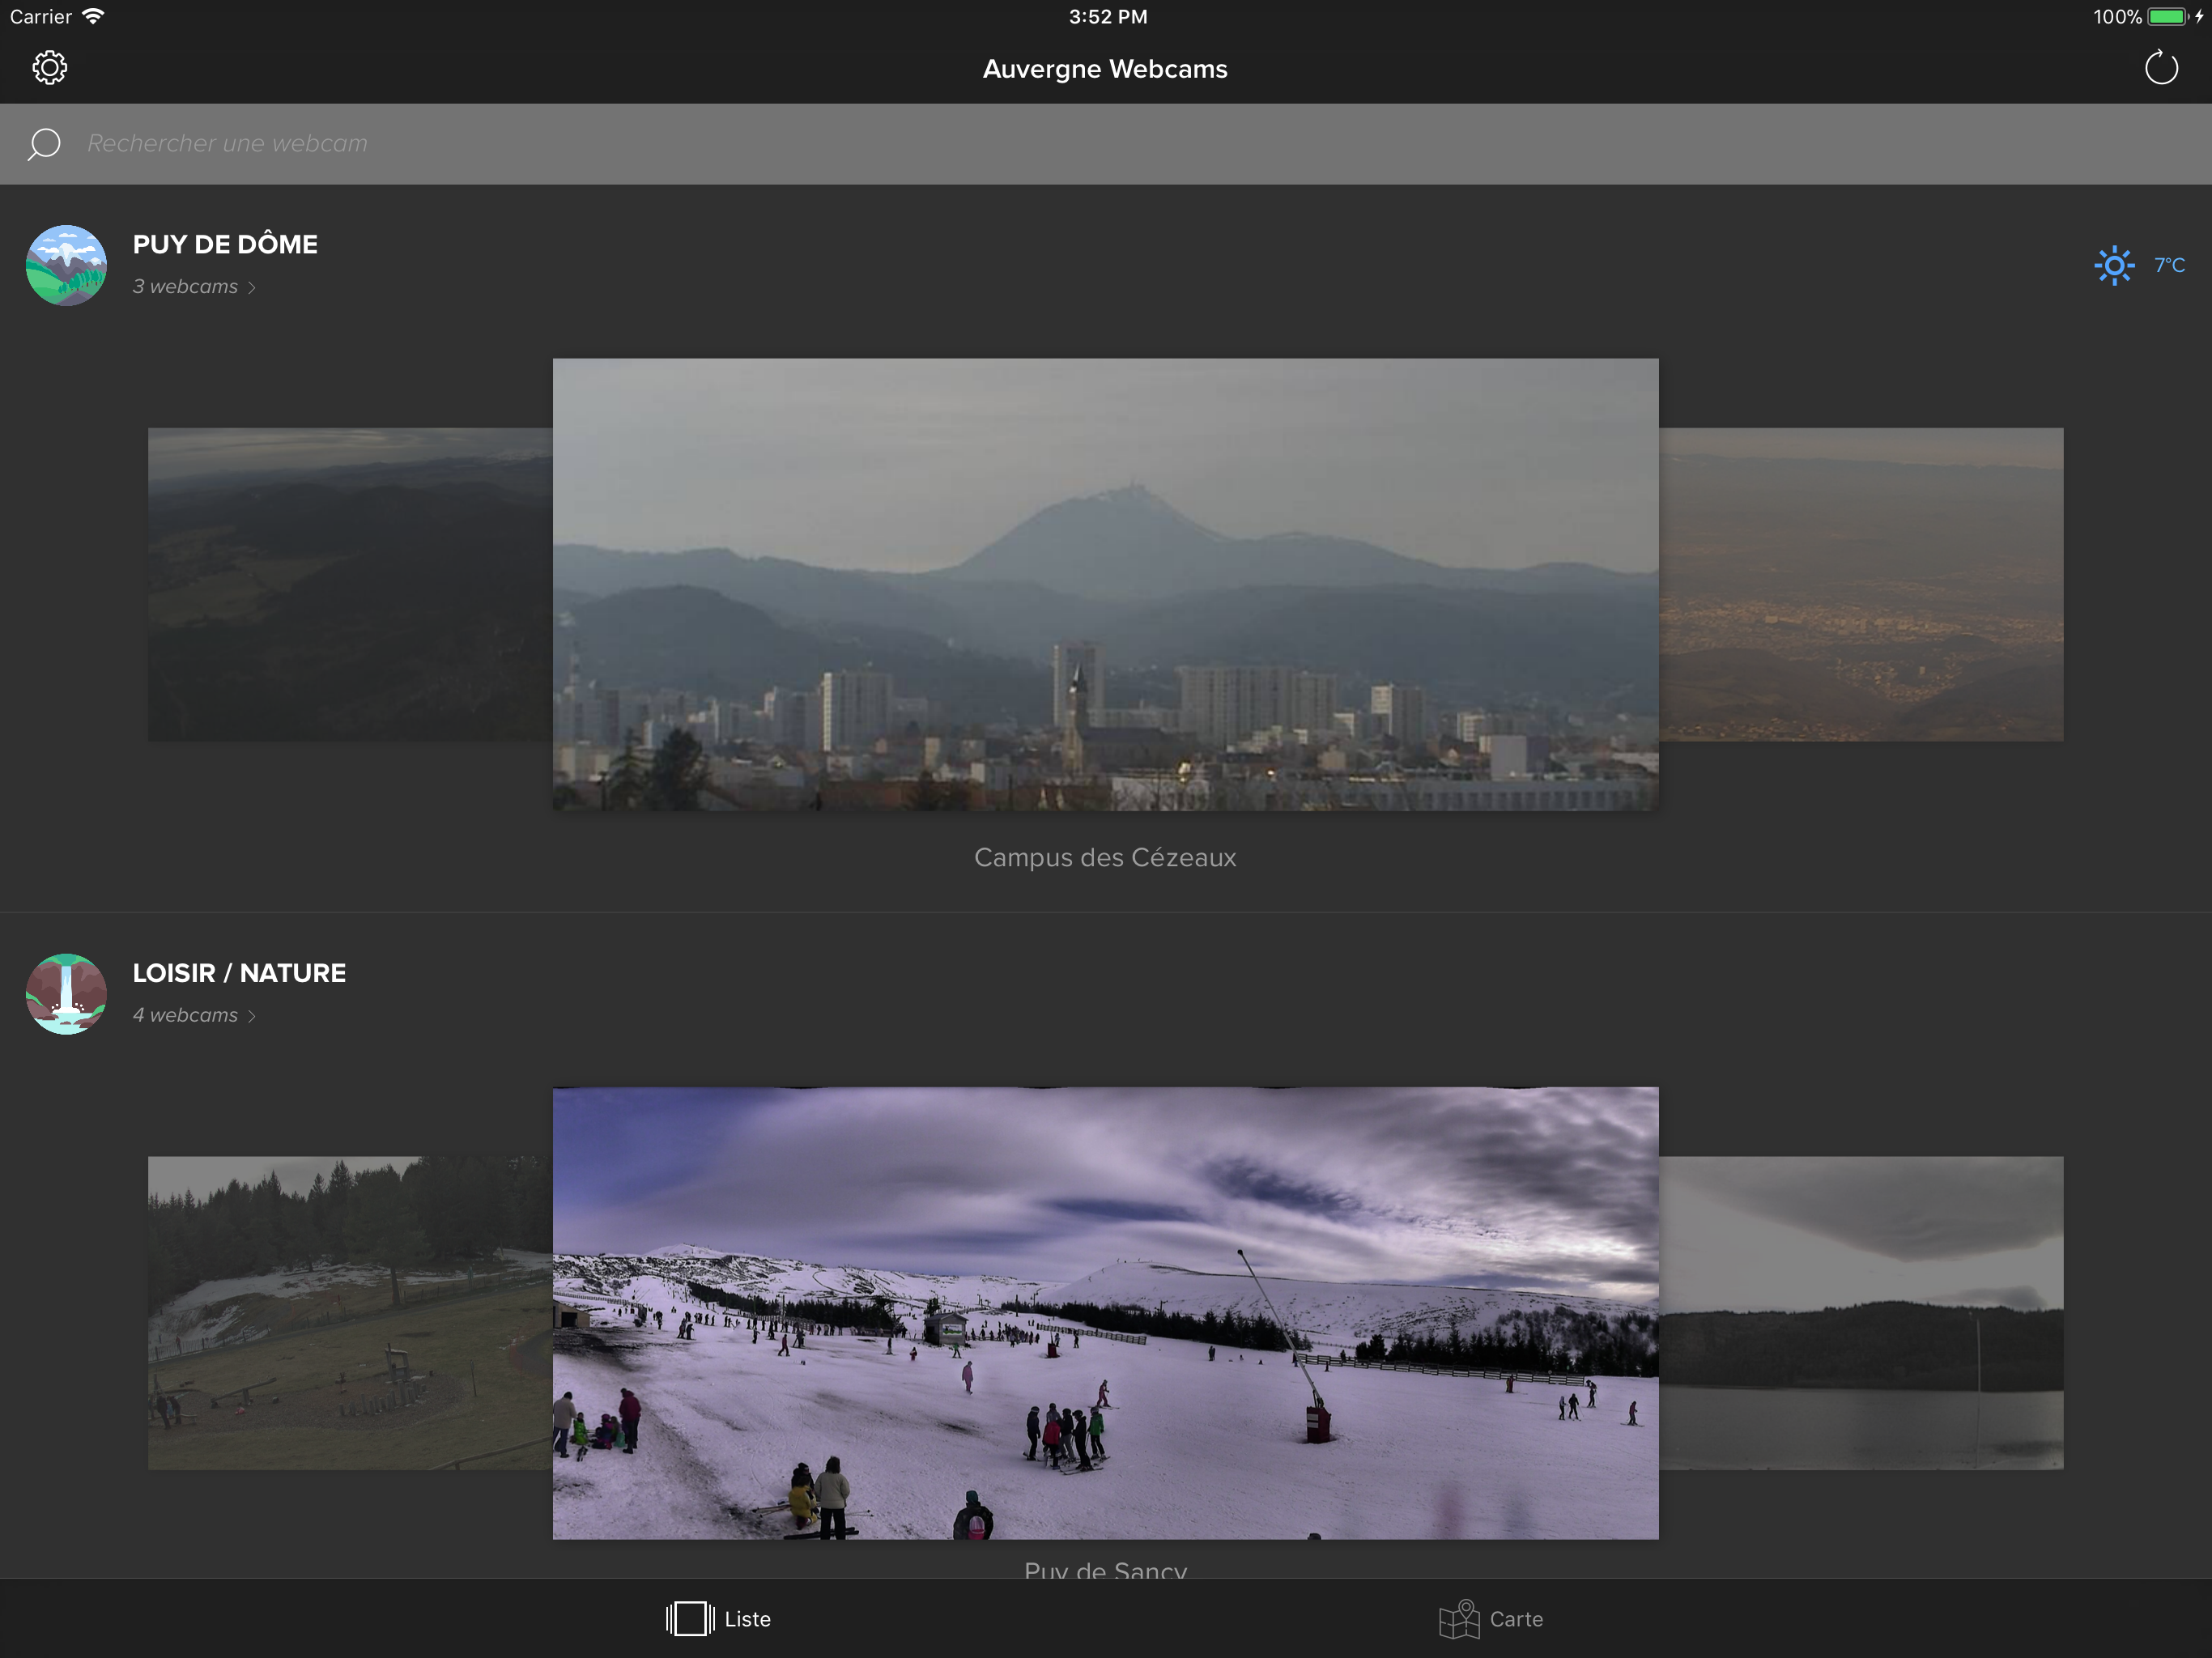 Carrier 3:52 PM 100%
Auvergne Webcams
Rechercher une webcam
PUY DE DÔME
3 webcams
7°C
Campus des Cézeaux
LOISIR / NATURE
4 webcams
Puy de Sancy
Liste Carte